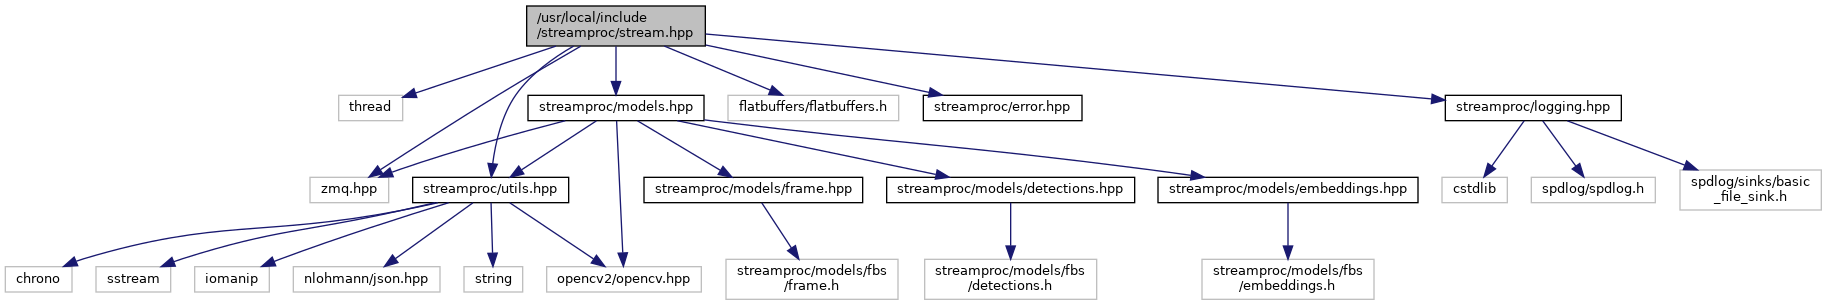 /usr/local/include
/streamproc/stream.hpp
thread
streamproc/models.hpp
flatbuffers/flatbuffers.h
streamproc/error.hpp
streamproc/logging.hpp
zmq.hpp
streamproc/utils.hpp
streamproc/models/frame.hpp
streamproc/models/detections.hpp
streamproc/models/embeddings.hpp
cstdlib
spdlog/spdlog.h
spdlog/sinks/basic
_file_sink.h
chrono
sstream
iomanip
nlohmann/json.hpp
string
opencv2/opencv.hpp
streamproc/models/fbs
/frame.h
streamproc/models/fbs
/detections.h
streamproc/models/fbs
/embeddings.h